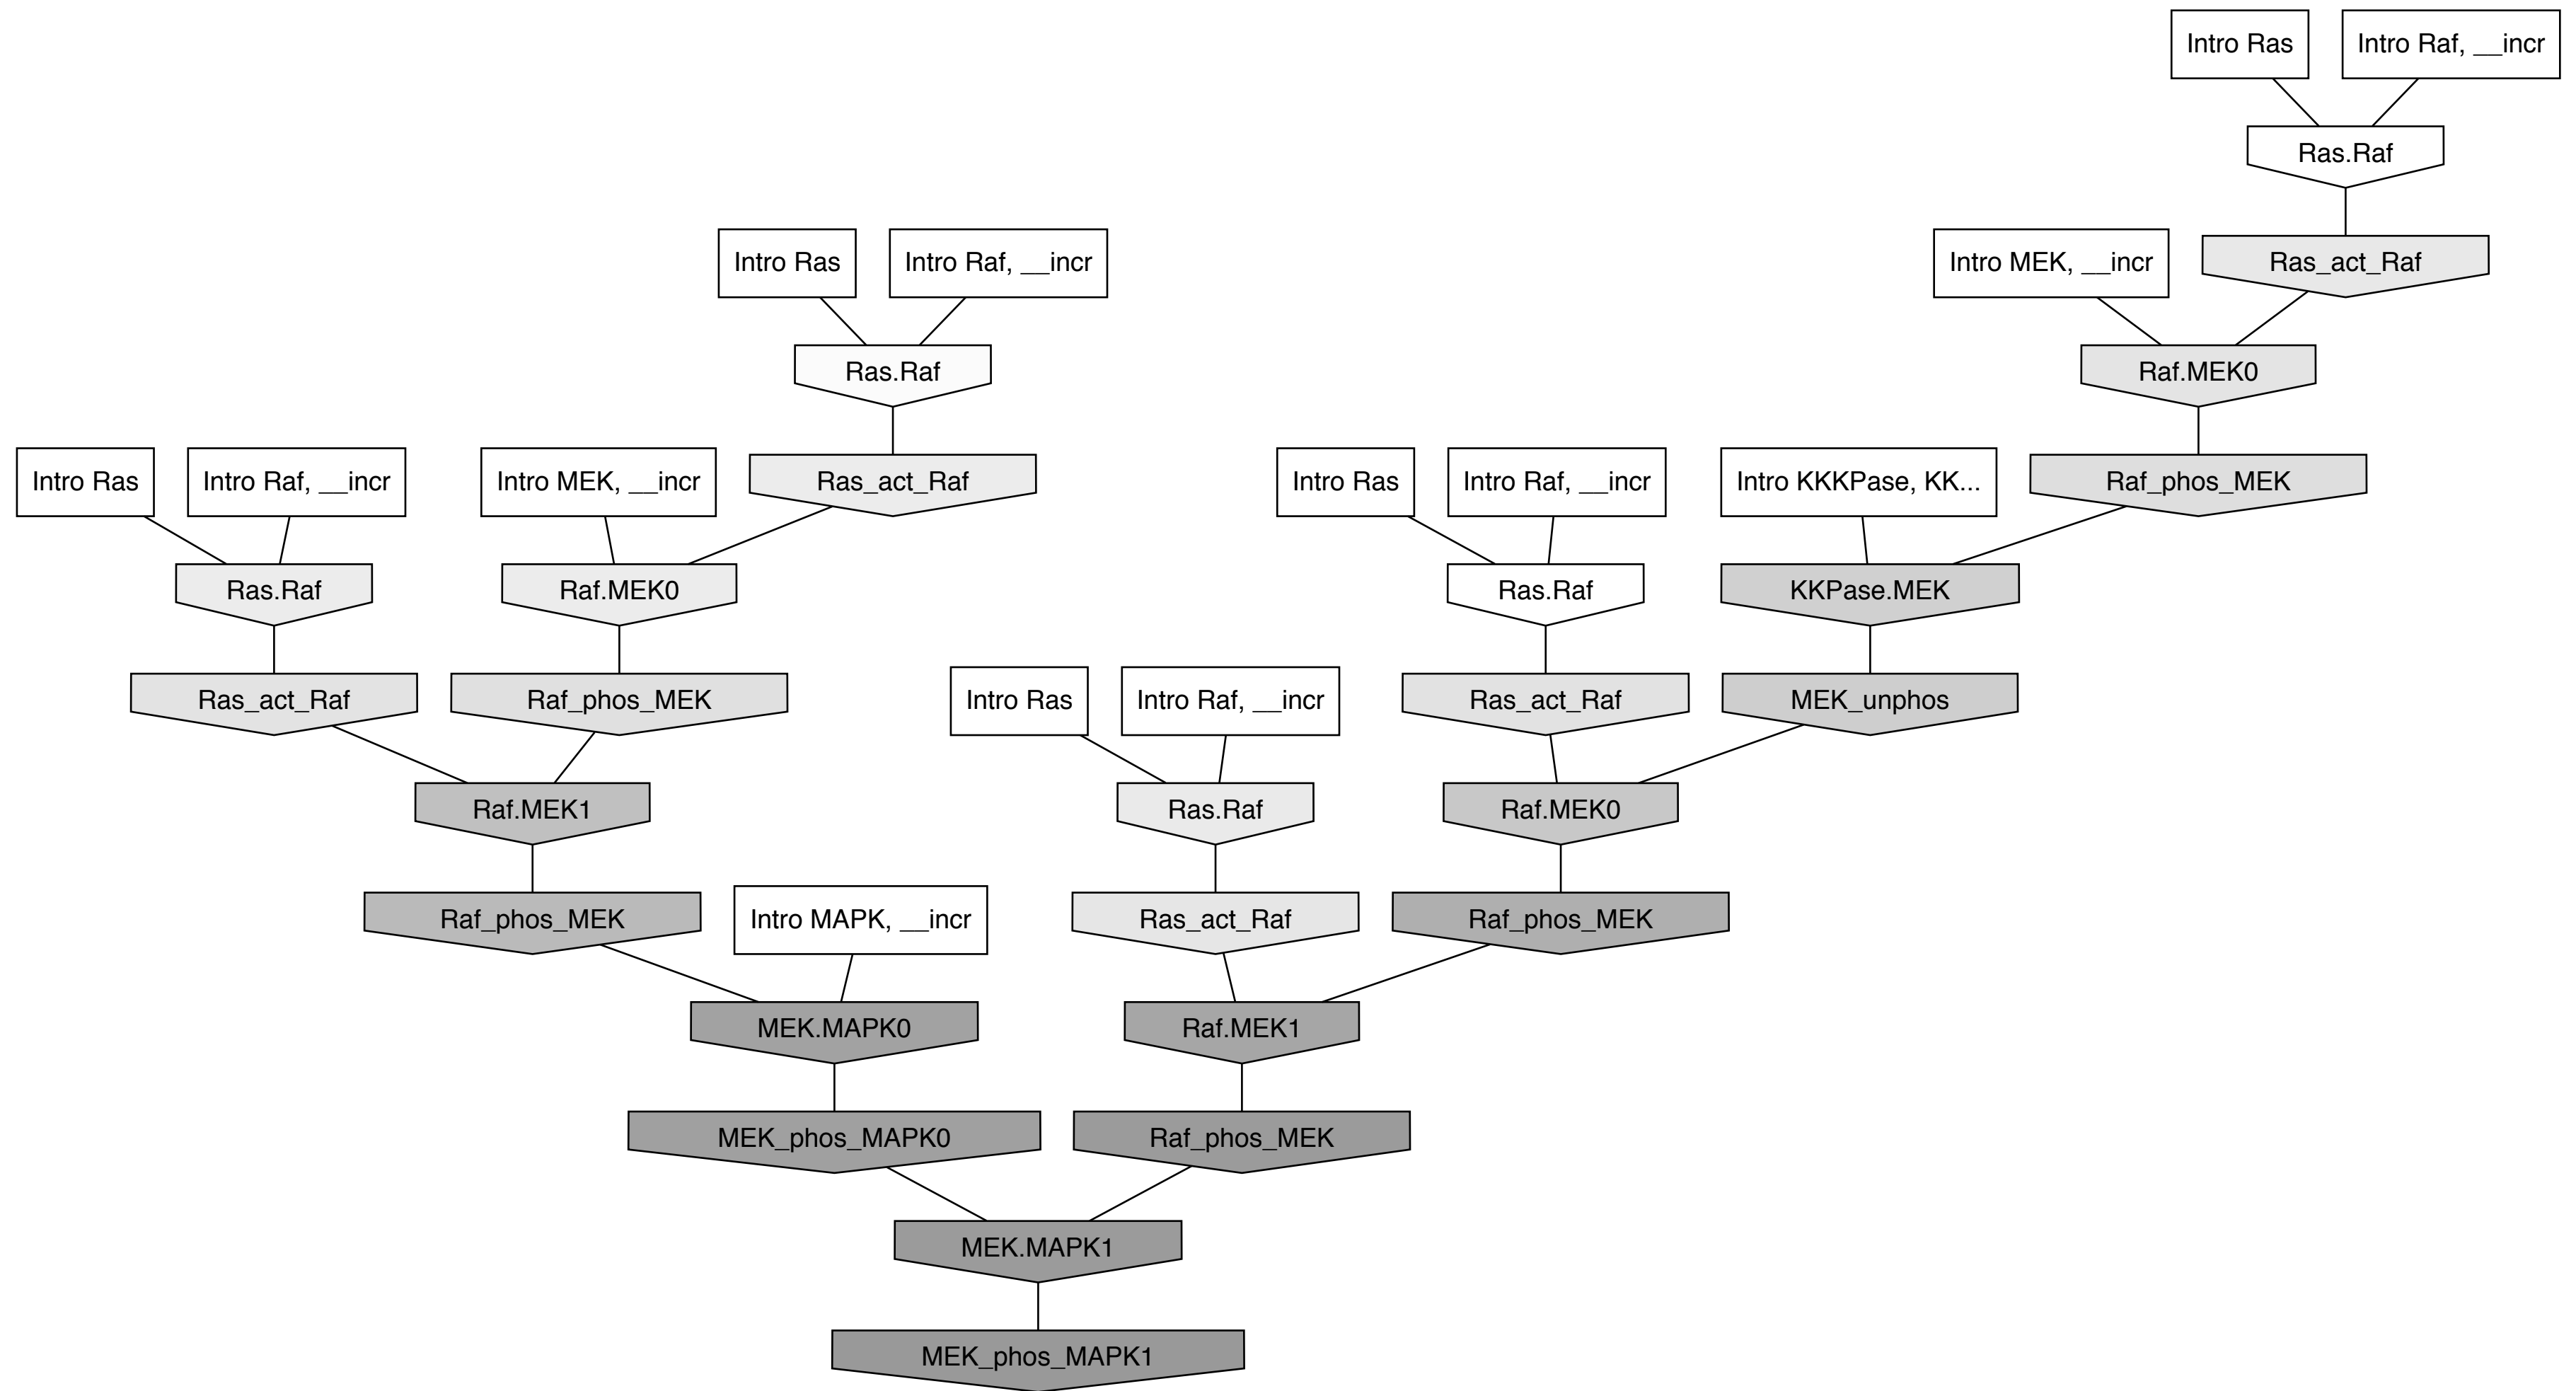 Intro Ras
Intro Raf, __incr
Ras.Raf
Intro Ras
Intro Raf, __incr
Intro MEK, __incr
Ras_act_Raf
Ras.Raf
Raf.MEK0
Intro Ras
Intro Raf, __incr
Intro MEK, __incr
Ras_act_Raf
Intro Ras
Intro Raf, __incr
Intro KKKPase, KK...
Raf_phos_MEK
Ras.Raf
Raf.MEK0
Ras.Raf
KKPase.MEK
Ras_act_Raf
Raf_phos_MEK
Intro Ras
Intro Raf, __incr
Ras_act_Raf
MEK_unphos
Raf.MEK1
Ras.Raf
Raf.MEK0
Raf_phos_MEK
Intro MAPK, __incr
Ras_act_Raf
Raf_phos_MEK
MEK.MAPK0
Raf.MEK1
MEK_phos_MAPK0
Raf_phos_MEK
MEK.MAPK1
MEK_phos_MAPK1